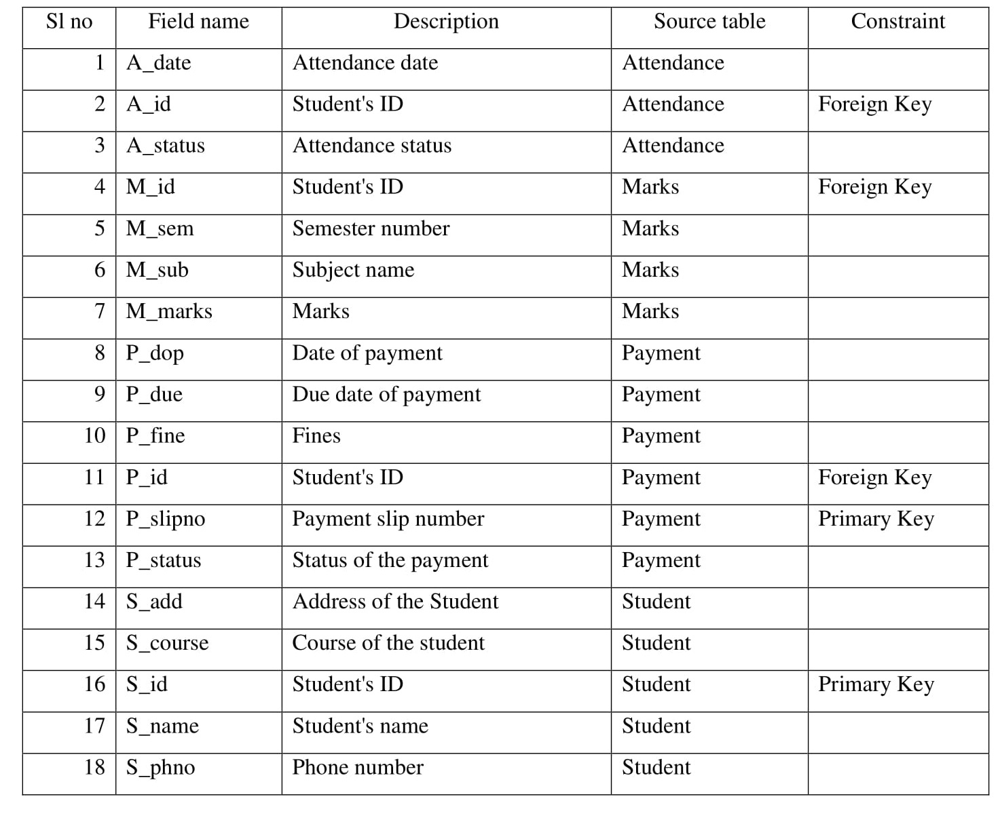 Sl no Field name Description Source table Constraint
1 A_date Attendance date Attendance
2 A_id Student's ID Attendance Foreign Key
3 A_status Attendance status Attendance
4 M_id Student's ID Marks Foreign Key
5 M_sem Semester number Marks
6 M_sub Subject name Marks
7 M_marks Marks Marks
8 P_dop Date of payment Payment
9 P_due Due date of payment Payment
10 P_fine Fines Payment
11 P_id Student's ID Payment Foreign Key
12 P_slipno Payment slip number Payment Primary Key
13 P_status Status of the payment Payment
14 S_add Address of the Student Student
15 S_course Course of the student Student
16 S_id Student's ID Student Primary Key
17 S_name Student's name Student
18 S_phno Phone number Student